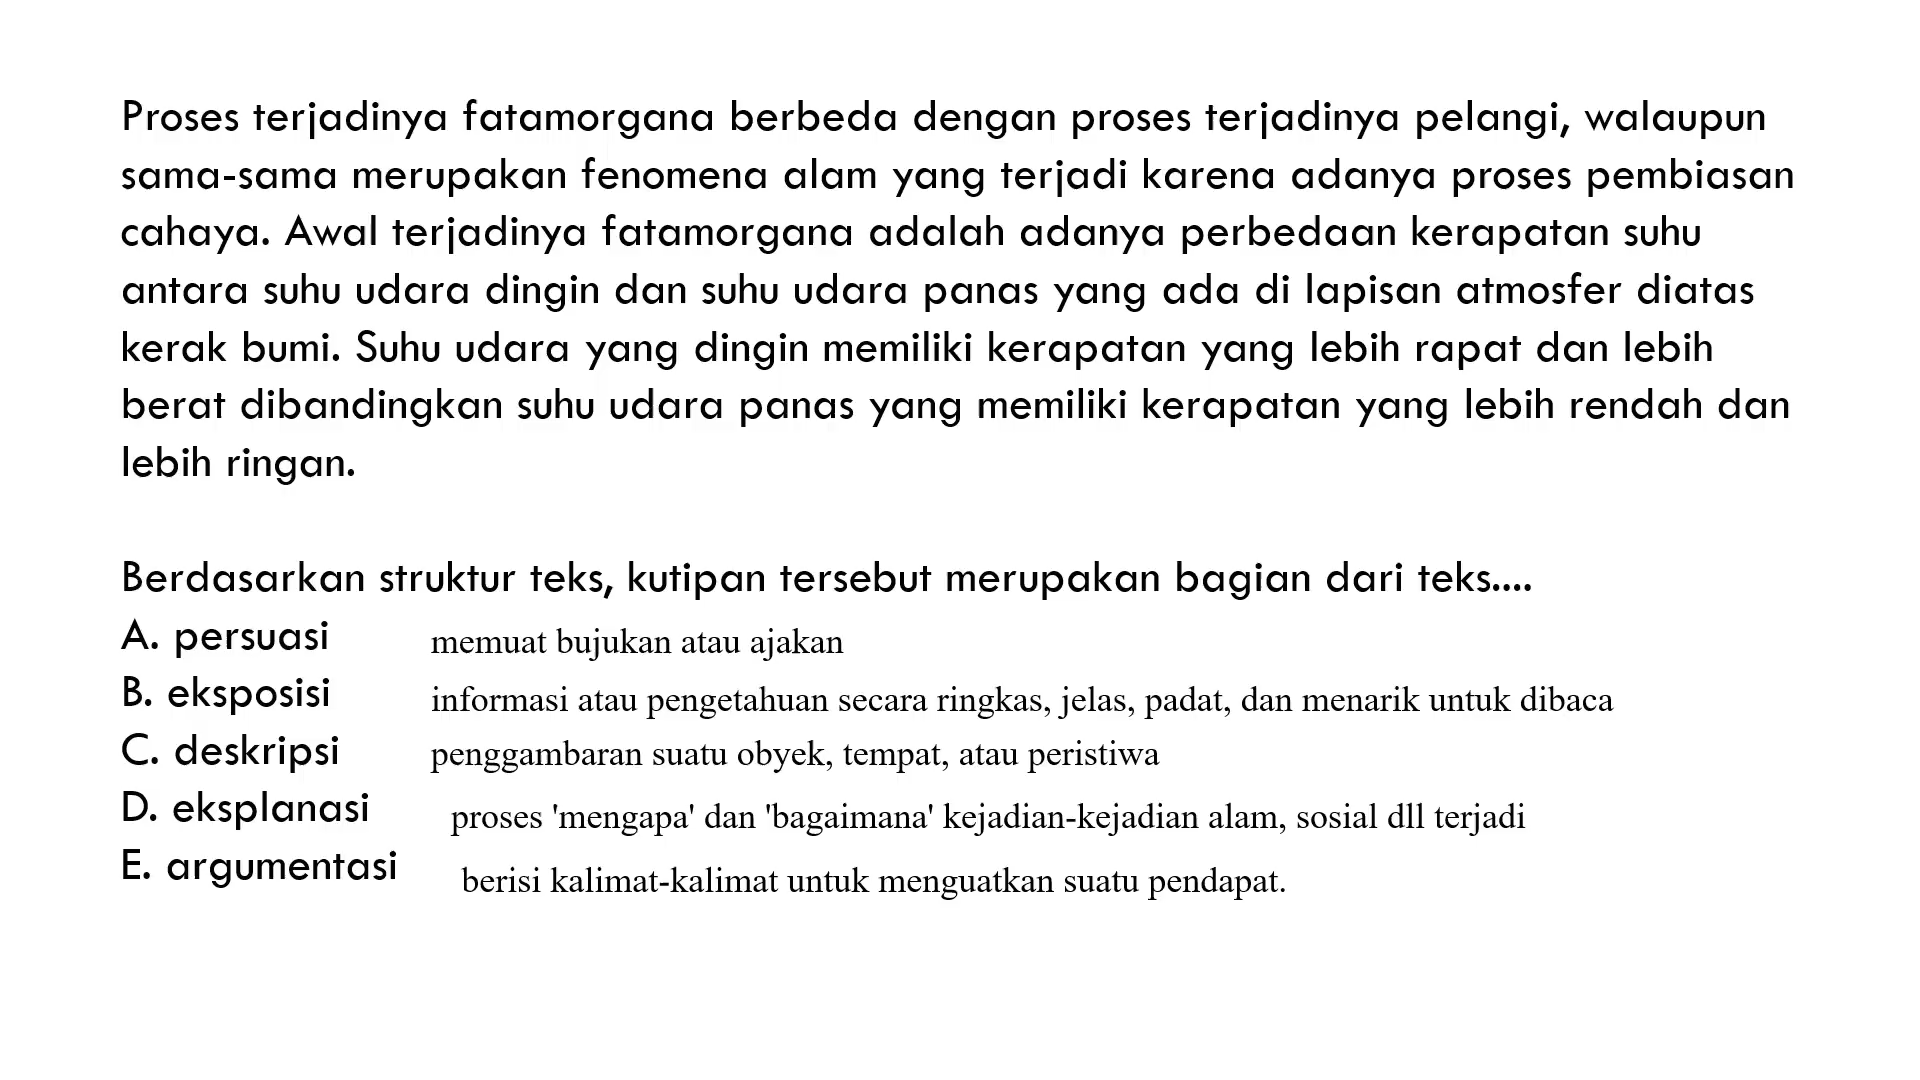 Proses terjadinya fatamorgana berbeda dengan proses terjadinya pelangi, walaupun
sama-sama merupakan fenomena alam yang terjadi karena adanya proses pembiasan
cahaya. Awal terjadinya fatamorgana adalah adanya perbedaan kerapatan suhu
antara suhu udara dingin dan suhu udara panas yang ada di lapisan atmosfer diatas
kerak bumi. Suhu udara yang dingin memiliki kerapatan yang lebih rapat dan lebih
berat dibandingkan suhu udara panas yang memiliki kerapatan yang lebih rendah dan
lebih ringan.
Berdasarkan struktur teks, kutipan tersebut merupakan bagian dari teks....
A. persuasi memuat bujukan atau ajakan
B. eksposisi informasi atau pengetahuan secara ringkas, jelas, padat, dan menarik untuk dibaca
C. deskripsi penggambaran suatu obyek, tempat, atau peristiwa
D. eksplanasi proses 'mengapa' dan 'bagaimana' kejadian-kejadian alam, sosial dll terjadi
E. argumentasi berisi kalimat-kalimat untuk menguatkan suatu pendapat.